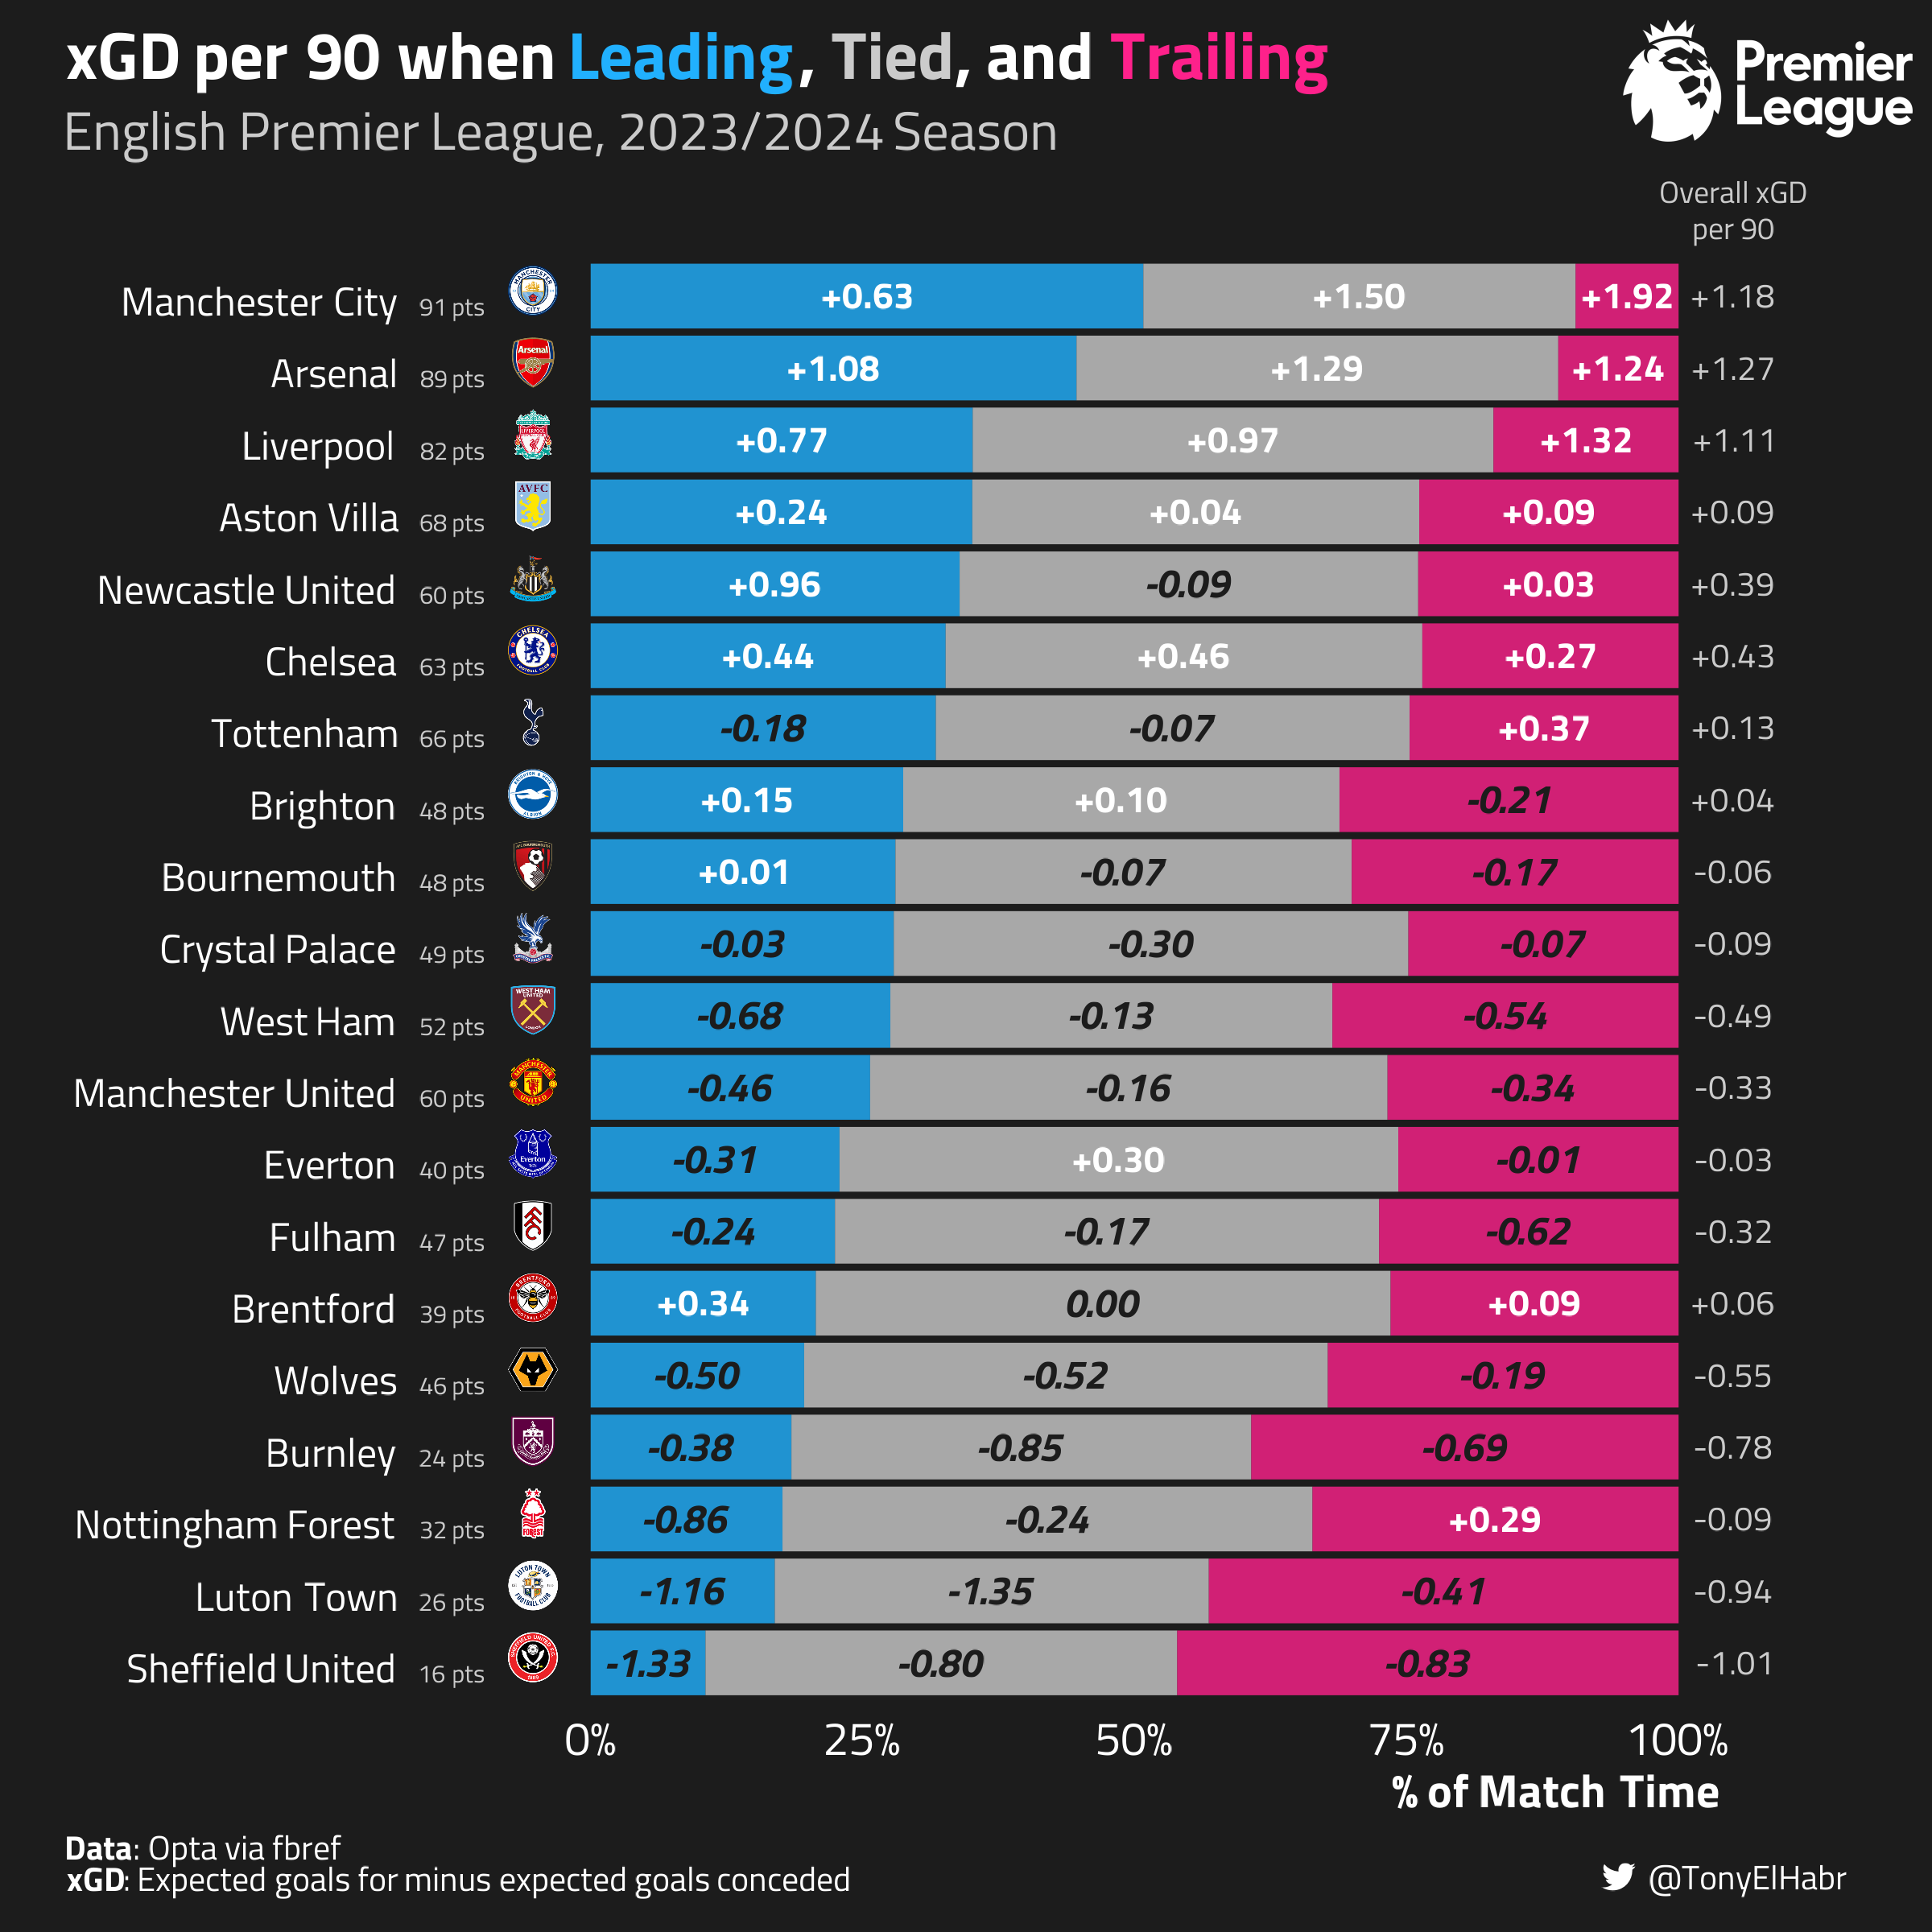 xGD per 90 when Leading, Tied, and Trailing
English Premier League, 2023/2024 Season
Premier
League
Overall xGD
per 90
Manchester City 91 pts +0.63 +1.50 +1.92 +1.18
Arsenal 89 pts +1.08 +1.29 +1.24 +1.27
Liverpool 82 pts +0.77 +0.97 +1.32 +1.11
Aston Villa 68 pts +0.24 +0.04 +0.09 +0.09
Newcastle United 60 pts +0.96 -0.09 +0.03 +0.39
Chelsea 63 pts +0.44 +0.46 +0.27 +0.43
Tottenham 66 pts -0.18 -0.07 +0.37 +0.13
Brighton 48 pts +0.15 +0.10 -0.21 +0.04
Bournemouth 48 pts +0.01 -0.07 -0.17 -0.06
Crystal Palace 49 pts -0.03 -0.30 -0.07 -0.09
West Ham 52 pts -0.68 -0.13 -0.54 -0.49
Manchester United 60 pts -0.46 -0.16 -0.34 -0.33
Everton 40 pts -0.31 +0.30 -0.01 -0.03
Fulham 47 pts -0.24 -0.17 -0.62 -0.32
Brentford 39 pts +0.34 0.00 +0.09 +0.06
Wolves 46 pts -0.50 -0.52 -0.19 -0.55
Burnley 24 pts -0.38 -0.85 -0.69 -0.78
Nottingham Forest 32 pts -0.86 -0.24 +0.29 -0.09
Luton Town 26 pts -1.16 -1.35 -0.41 -0.94
Sheffield United 16 pts -1.33 -0.80 -0.83 -1.01
0% 25% 50% 75% 100%
% of Match Time
Data: Opta via fbref
xGD: Expected goals for minus expected goals conceded
@TonyElHabr